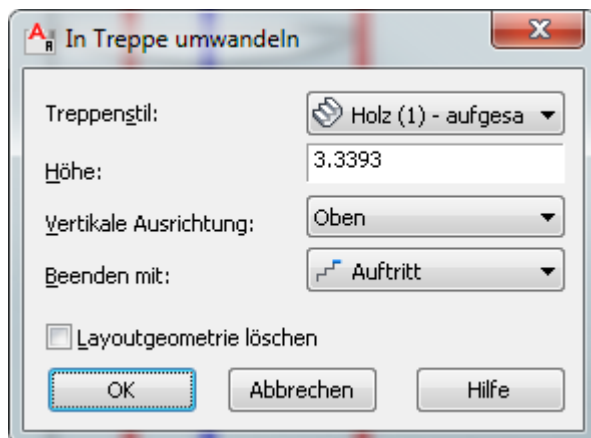 In Treppe umwandeln
Treppenstil: Holz (1) - aufgesa
Höhe: 3.3393
Vertikale Ausrichtung: Oben
Beenden mit: Auftritt
Layoutgeometrie löschen
OK Abbrechen Hilfe